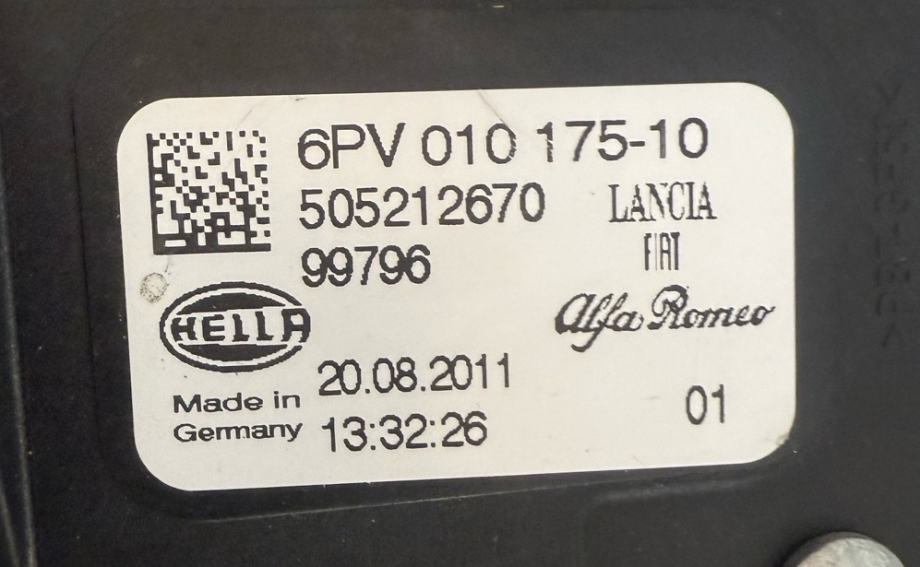 6PV 010 175-10
505212670
LANCIA
99796
FIAT
HELLA
Alfa Romeo
20.08.2011
Made in
Germany
13:32:26
01